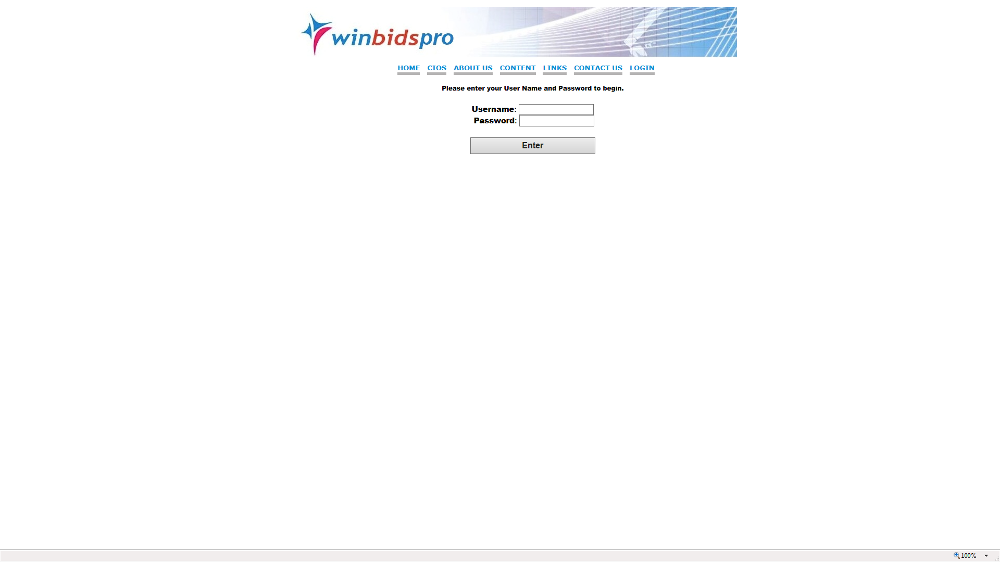 winbidspro
HOME CIOS ABOUT US CONTENT LINKS CONTACT US LOGIN
Please enter your User Name and Password to begin.
Username:
Password:
Enter
100%